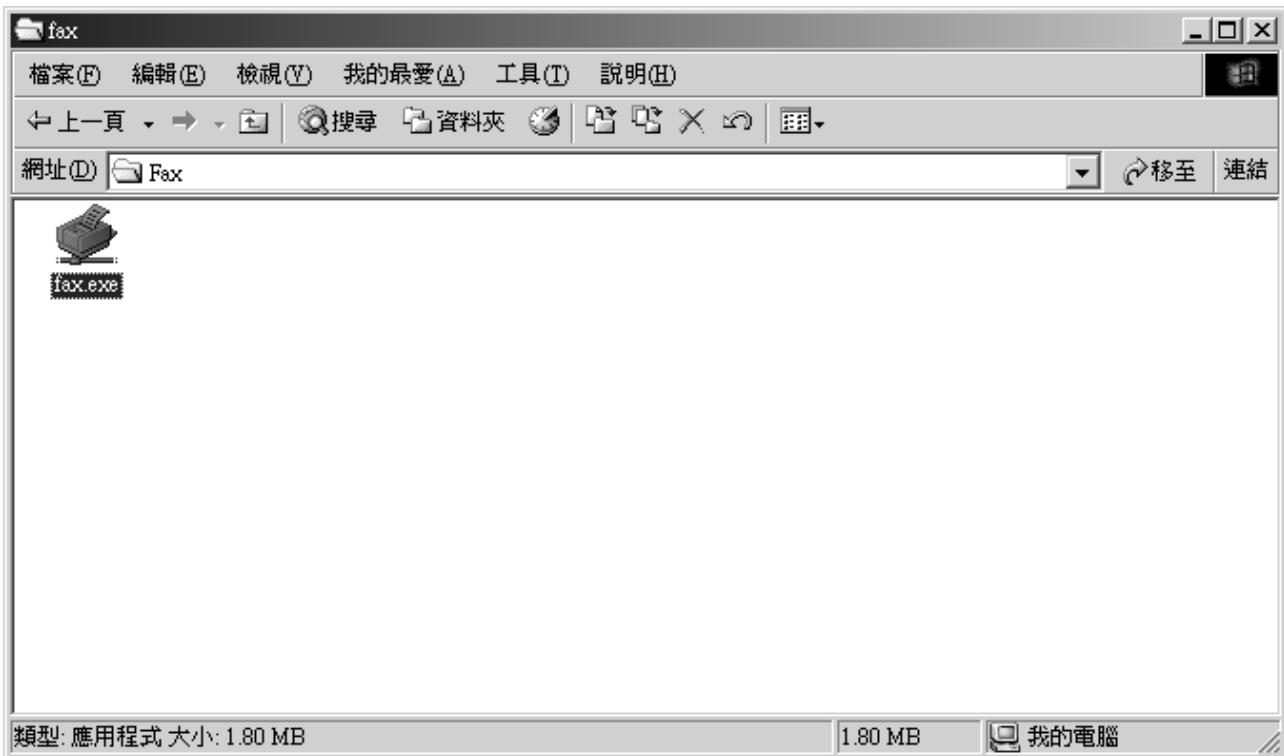 fax
檔案(F) 編輯(E) 檢視(V) 我的最愛(A) 工具(T) 說明(H)
上一頁 搜尋 資料夾
網址(D) Fax 移至 連結
fax.exe
類型: 應用程式 大小: 1.80 MB 1.80 MB 我的電腦